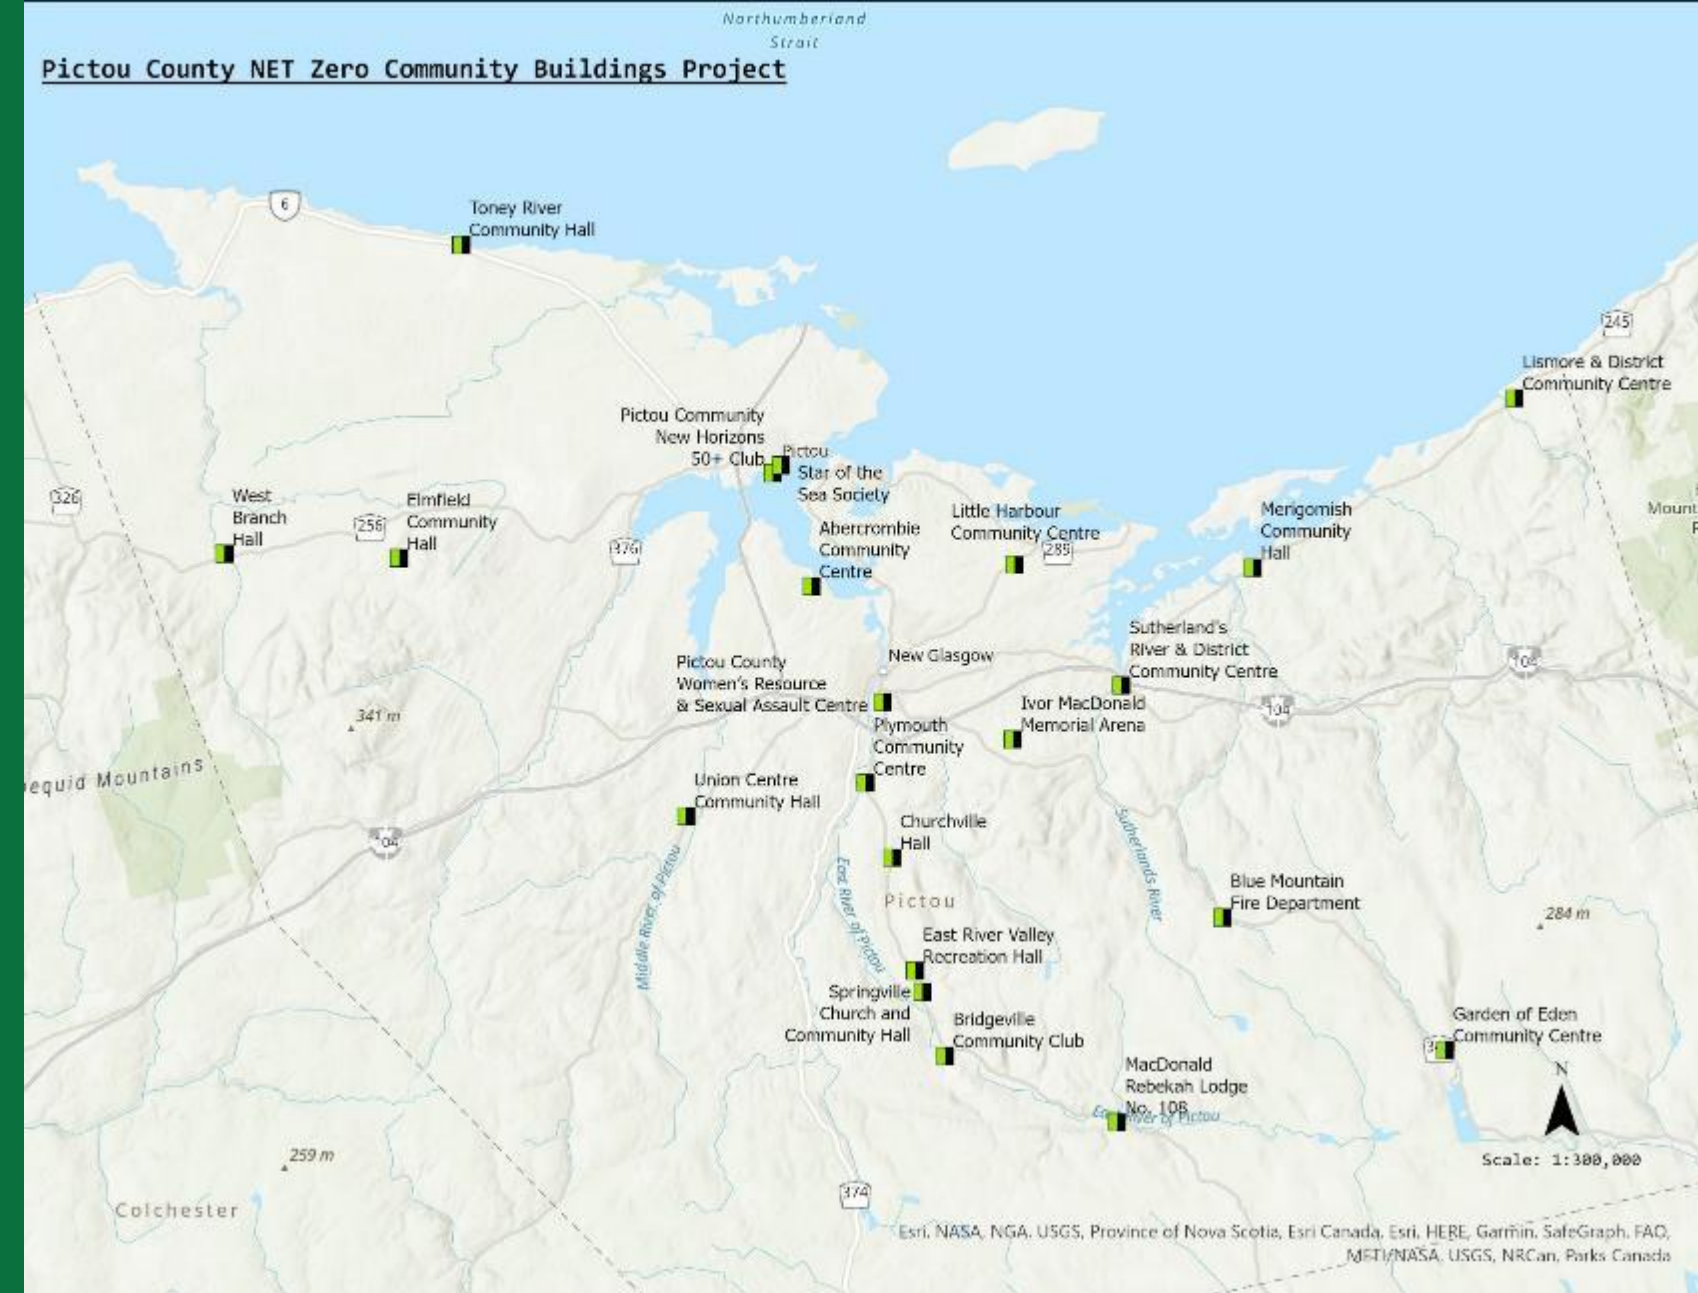 Northumberland
Strait
Pictou County NET Zero Community Buildings Project
6
Toney River
Community Hall
245
Lismore & District
Community Centre
Pictou Community
New Horizons
50+ Club
Pictou
Star of the
Sea Society
326
West
Branch
Hall
256
Elmfield
Community
Hall
376
Abercrombie
Community
Centre
Little Harbour
Community Centre
289
Merigomish
Community
Hall
Mount
Sutherland's
River & District
Community Centre
104
New Glasgow
Pictou County
Women's Resource
& Sexual Assault Centre
Ivor MacDonald
Memorial Arena
104
341 m
Plymouth
Community
Centre
equid Mountains
Union Centre
Community Hall
104
Churchville
Hall
Sutherlands River
Middle River of Pictou
East River of Pictou
Pictou
Blue Mountain
Fire Department
284 m
East River Valley
Recreation Hall
Springville
Church and
Community Hall
Bridgeville
Community Club
Garden of Eden
Community Centre
MacDonald
Rebekah Lodge
No. 108
East River of Pictou
N
Scale: 1:300,000
259 m
Colchester
374
Esri, NASA, NGA, USGS, Province of Nova Scotia, Esri Canada, Esri, HERE, Garmin, SafeGraph, FAO,
METI/NASA, USGS, NRCan, Parks Canada